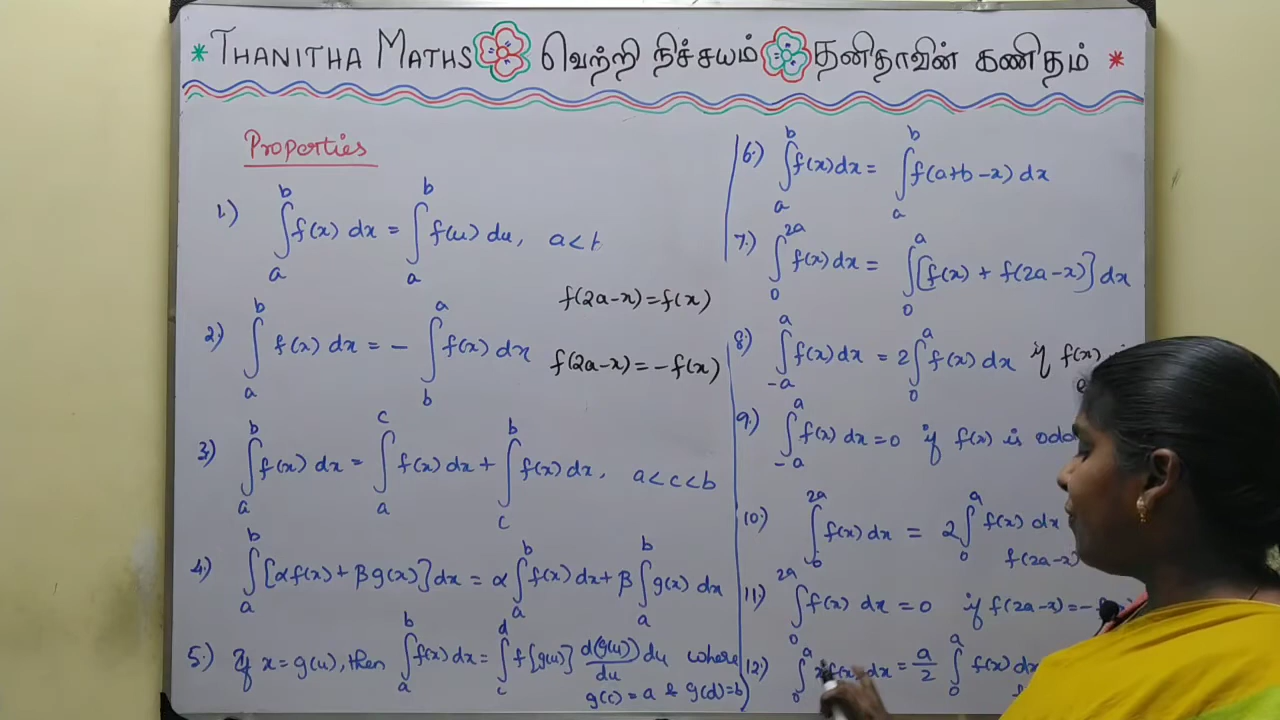 * THANITHA MATHS வெற்றி நிச்சயம் தனிதாவின் கணிதம் *
Properties
1.) ∫_a^b f(x) dx = ∫_a^b f(u) du, a<
2.) ∫_a^b f(x) dx = - ∫_b^a f(x) dx
f(2a-x)=f(x)
f(2a-x)=-f(x)
3.) ∫_a^b f(x) dx = ∫_a^c f(x) dx + ∫_c^b f(x) dx, a<c<b
4.) ∫_a^b [αf(x)+βg(x)] dx = α∫_a^b f(x) dx + β∫_a^b g(x) dx
5.) If x=g(u), then ∫_a^b f(x) dx = ∫_c^d f[g(u)] d(g(u))/du du where
g(c)=a & g(d)=b
6.) ∫_a^b f(x) dx = ∫_a^b f(a+b-x) dx
7.) ∫_0^2a f(x) dx = ∫_0^a [f(x) + f(2a-x)] dx
8.) ∫_-a^a f(x) dx = 2∫_0^a f(x) dx if f(x)
9.) ∫_-a^a f(x) dx = 0 if f(x) is odd
10.) ∫^2a f(x) dx = 2∫_0^a f(x) dx
f(2a-x)
11.) ∫_0^2a f(x) dx = 0 if f(2a-x)=-
12.) ∫_0^a x f(x) dx = a/2 ∫_0^a f(x) dx